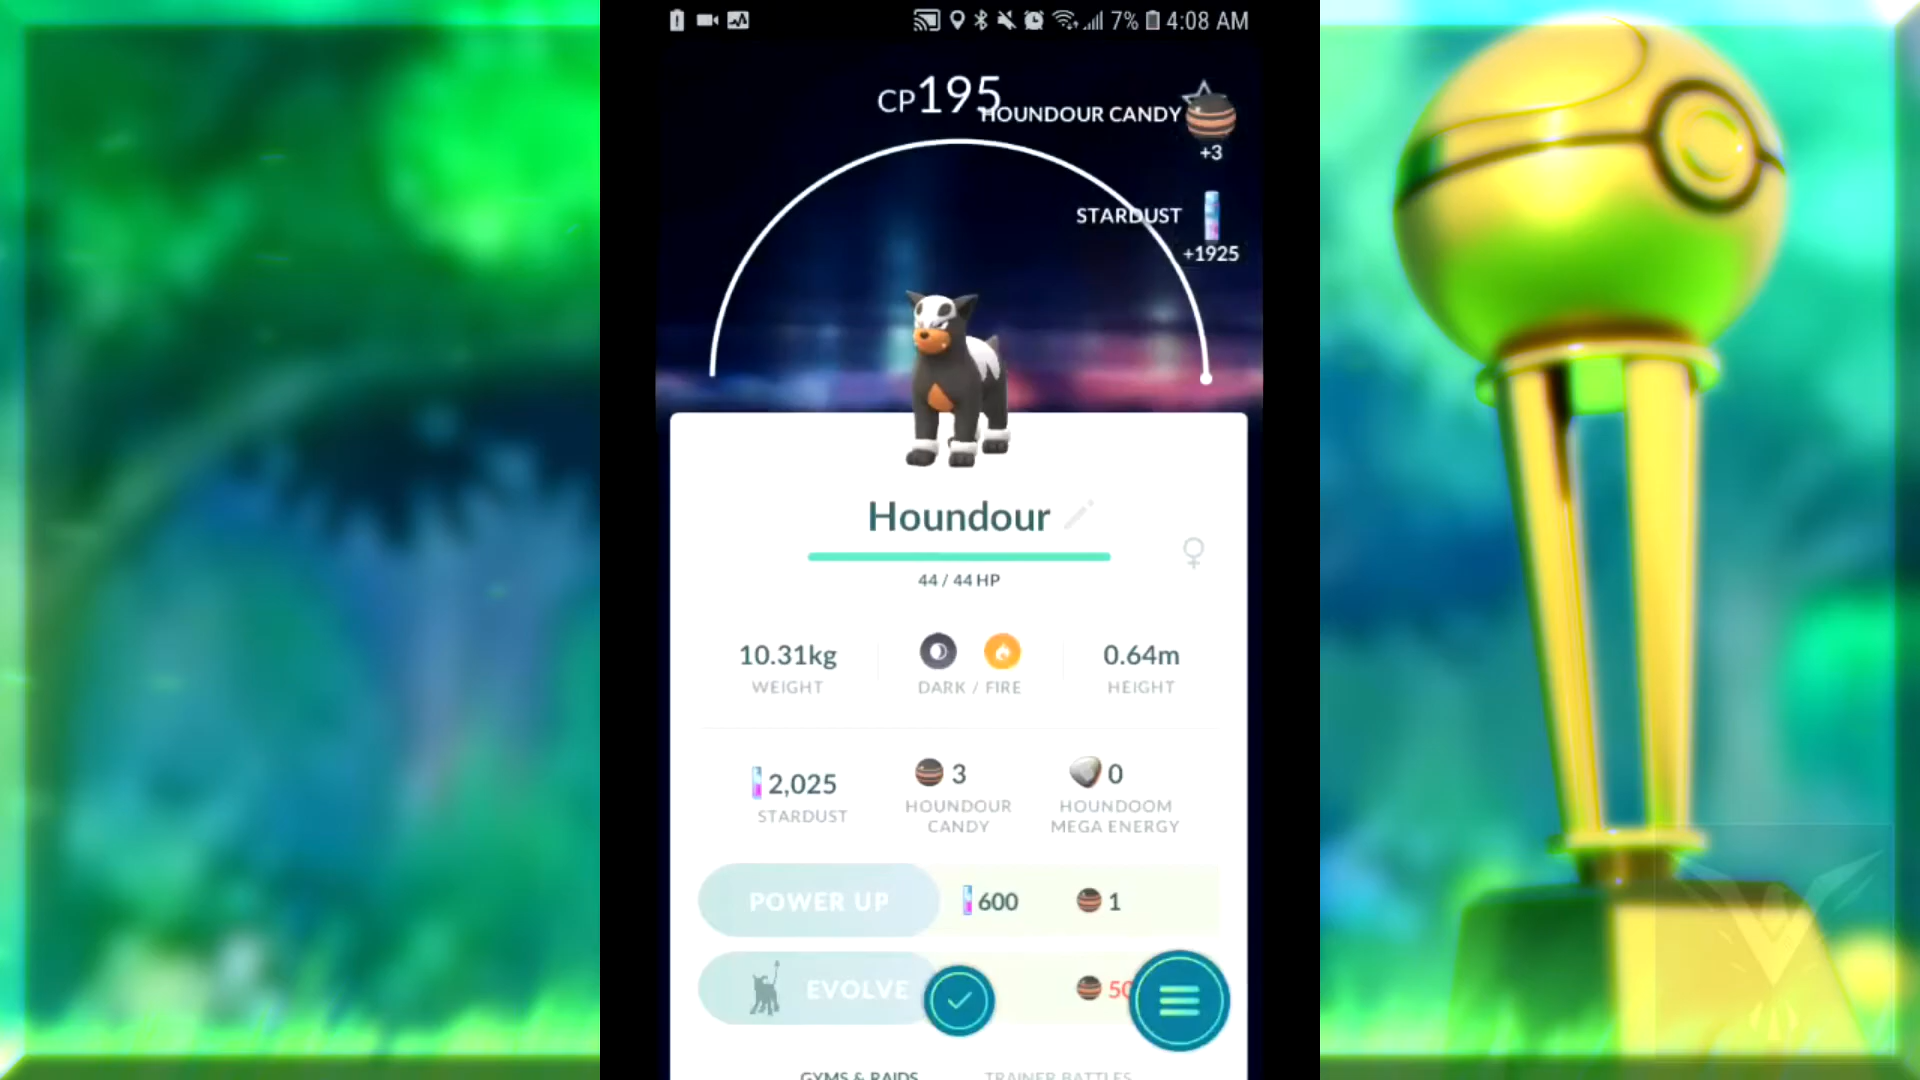 7% 4:08 AM
CP195
HOUNDOUR CANDY
+3
STARDUST
+1925
Houndour
44 / 44 HP
10.31kg
WEIGHT
DARK / FIRE
0.64m
HEIGHT
2,025
STARDUST
3
HOUNDOUR
CANDY
0
HOUNDOOM
MEGA ENERGY
POWER UP
600
1
EVOLVE
50
GYMS & RAIDS
TRAINER BATTLES